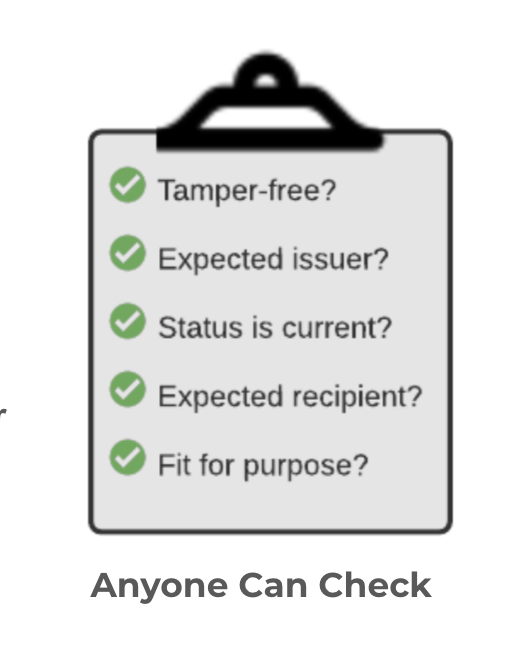 Tamper-free?
Expected issuer?
Status is current?
Expected recipient?
Fit for purpose?
Anyone Can Check